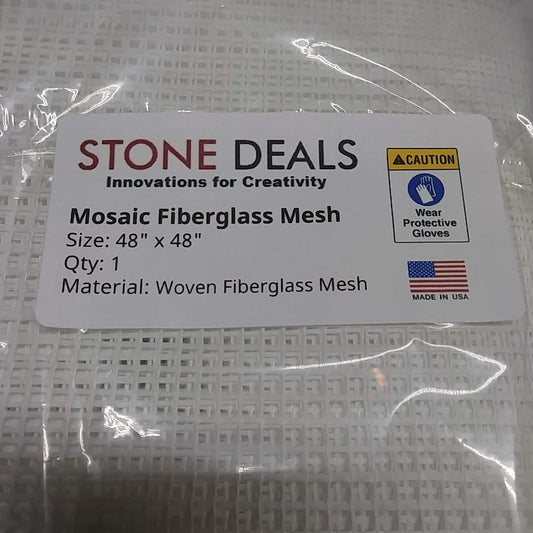 STONE DEALS
Innovations for Creativity
Mosaic Fiberglass Mesh
Size: 48" x 48"
Qty: 1
Material: Woven Fiberglass Mesh
CAUTION
Wear
Protective
Gloves
MADE IN USA